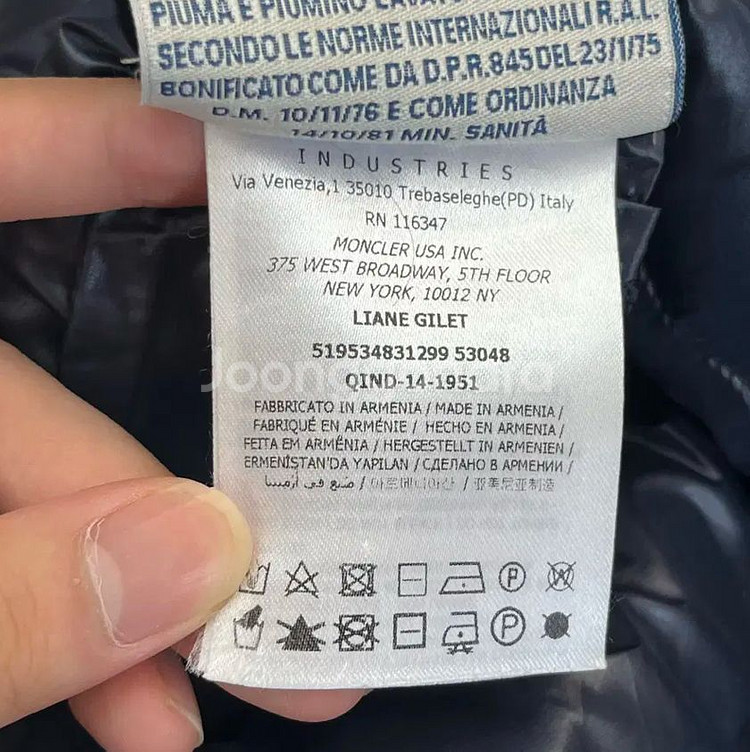 PIUMA E PIUMINO
SECONDO LE NORME INTERNAZIONALI R.A.L.
BONIFICATO COME DA D.P.R. 845 DEL 23/1/75
D.M. 10/11/76 E COME ORDINANZA
14/10/81 MIN. SANITÀ
INDUSTRIES
Via Venezia,1 35010 Trebaseleghe(PD) Italy
RN 116347
MONCLER USA INC.
375 WEST BROADWAY, 5TH FLOOR
NEW YORK, 10012 NY
LIANE GILET
519534831299 53048
QIND-14-1951
FABBRICATO IN ARMENIA / MADE IN ARMENIA /
FABRIQUÉ EN ARMÉNIE / HECHO EN ARMENIA /
FEITA EM ARMÉNIA / HERGESTELLT IN ARMENIEN /
ERMENİSTAN'DA YAPILAN / СДЕЛАНО В АРМЕНИИ /
صنع في أرمينيا / 아르메니아산 / 亚美尼亚制造
P
W
P